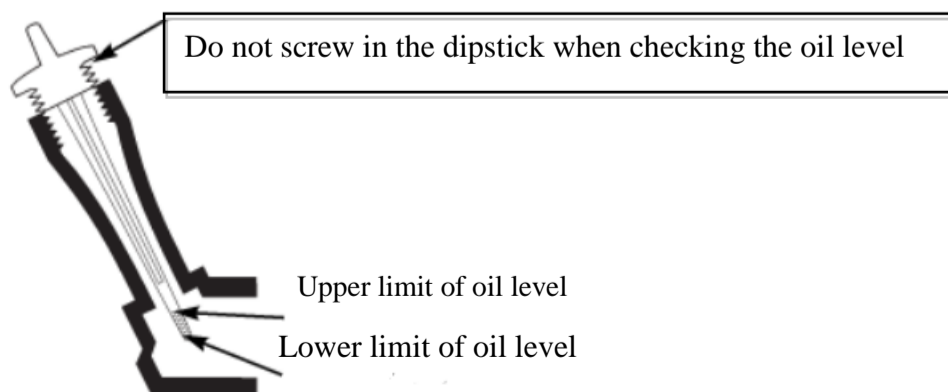 Do not screw in the dipstick when checking the oil level
Upper limit of oil level
Lower limit of oil level